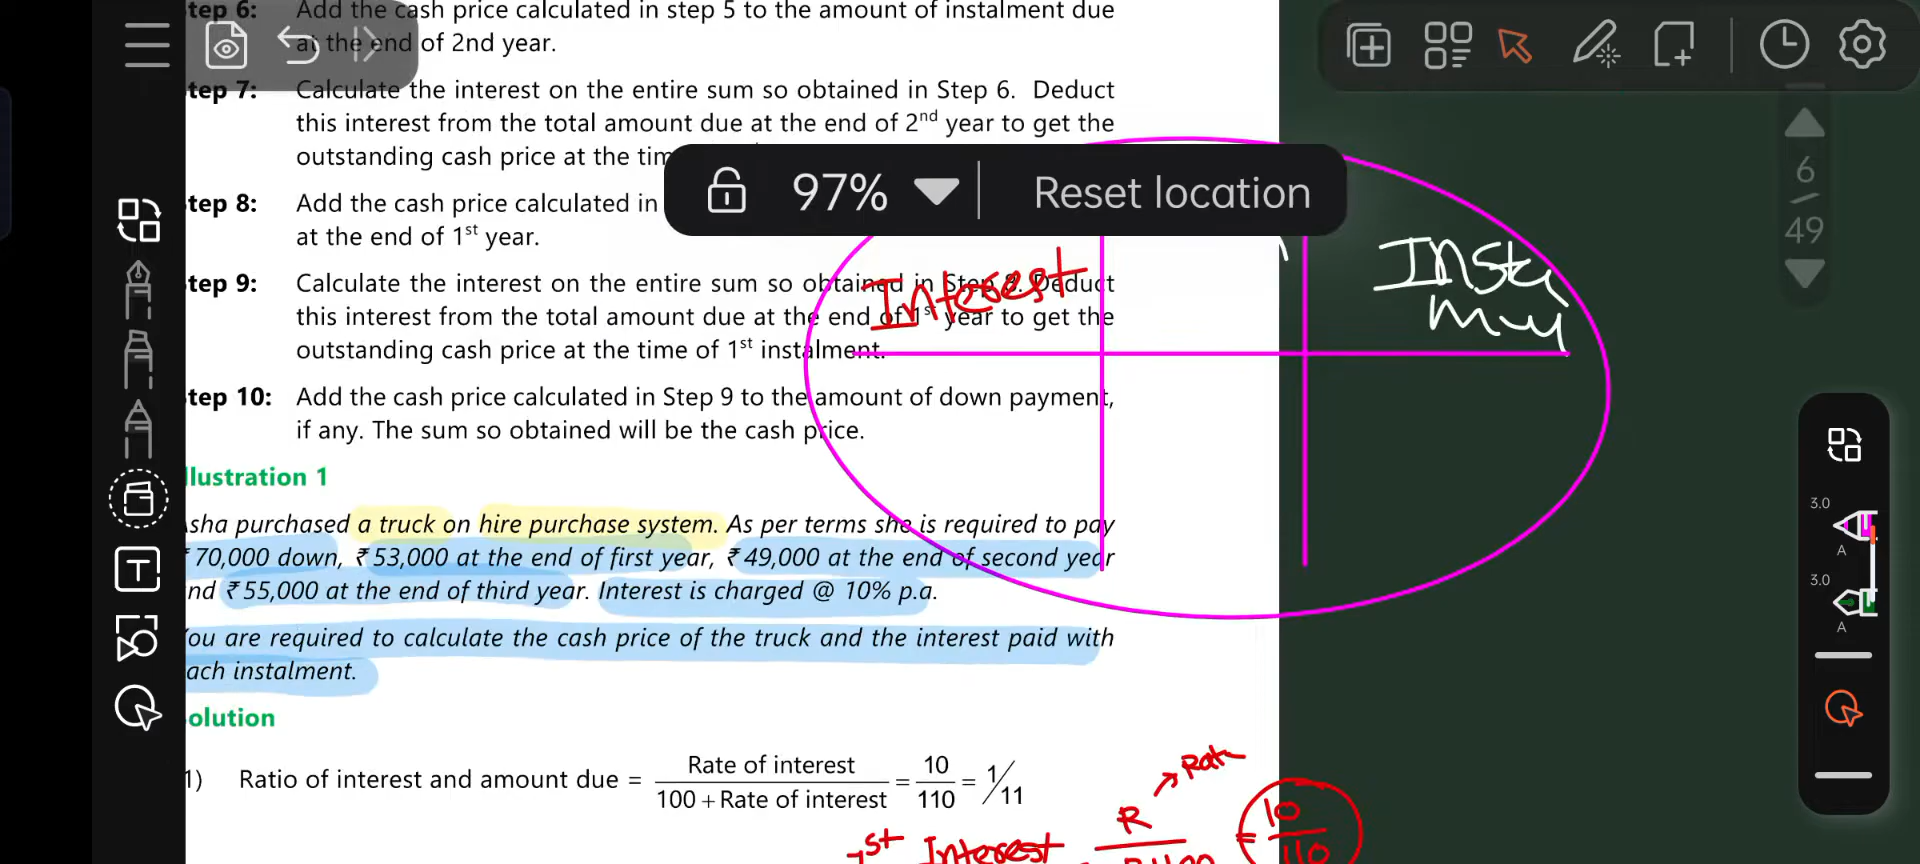 tep 6: Add the cash price calculated in step 5 to the amount of instalment due
at the end of 2nd year.
tep 7: Calculate the interest on the entire sum so obtained in Step 6. Deduct
this interest from the total amount due at the end of 2nd year to get the
outstanding cash price at the tim
97% Reset location
tep 8: Add the cash price calculated in
at the end of 1st year.
tep 9: Calculate the interest on the entire sum so obtained in Step 8. Deduct
this interest from the total amount due at the end of 1st year to get the
outstanding cash price at the time of 1st instalment.
Interest
6
49
tep 10: Add the cash price calculated in Step 9 to the amount of down payment,
if any. The sum so obtained will be the cash price.
llustration 1
sha purchased a truck on hire purchase system. As per terms she is required to pay
70,000 down, ₹ 53,000 at the end of first year, ₹ 49,000 at the end of second year
nd ₹ 55,000 at the end of third year. Interest is charged @ 10% p.a.
ou are required to calculate the cash price of the truck and the interest paid with
ach instalment.
olution
1) Ratio of interest and amount due = Rate of interest / 100 + Rate of interest = 10 / 110 = 1/11
R → Rate
= 10 / 110
1st Interest
3.0
A
3.0
A
T